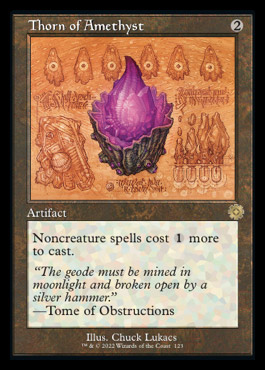 Thorn of Amethyst 2
Artifact
Noncreature spells cost 1 more
to cast.
"The geode must be mined in
moonlight and broken open by a
silver hammer."
—Tome of Obstructions
Illus. Chuck Lukacs
™ & © 2022 Wizards of the Coast 123